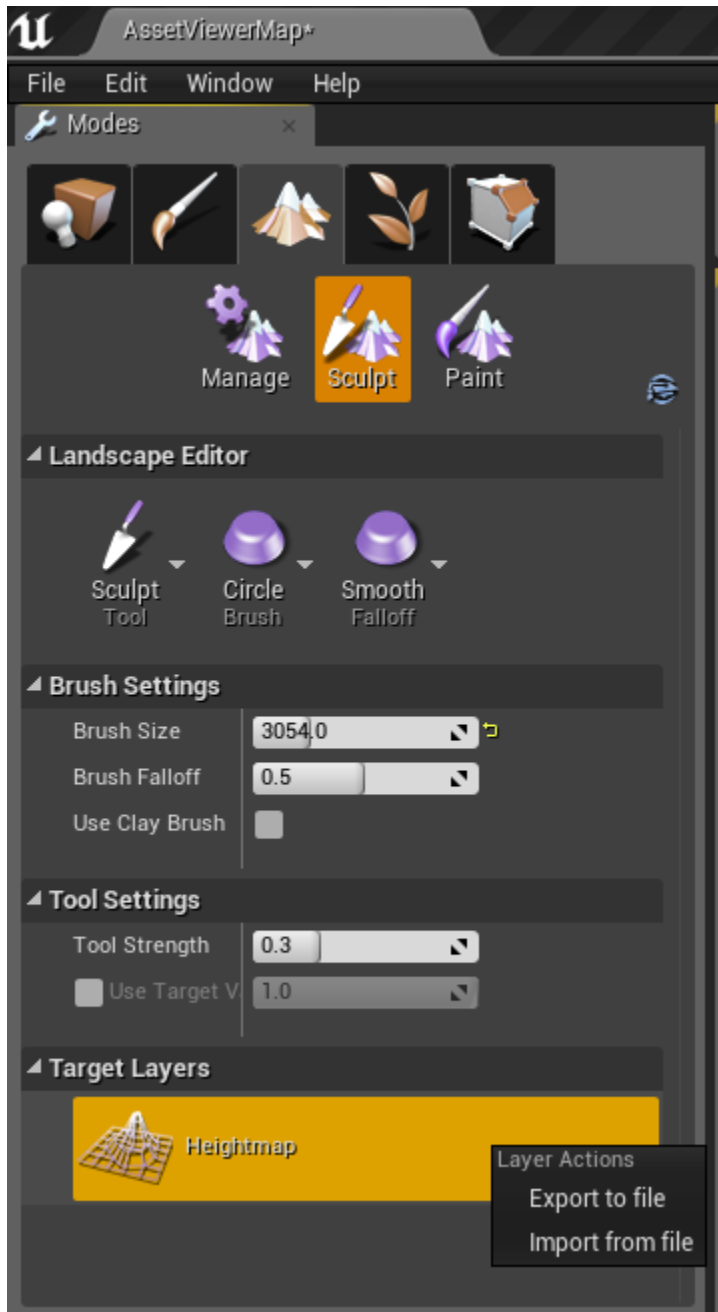 AssetViewerMap*
File Edit Window Help
Modes
Manage Sculpt Paint
Landscape Editor
Sculpt Circle Smooth
Tool Brush Falloff
Brush Settings
Brush Size 3054.0
Brush Falloff 0.5
Use Clay Brush
Tool Settings
Tool Strength 0.3
Use Target V 1.0
Target Layers
Heightmap
Layer Actions
Export to file
Import from file